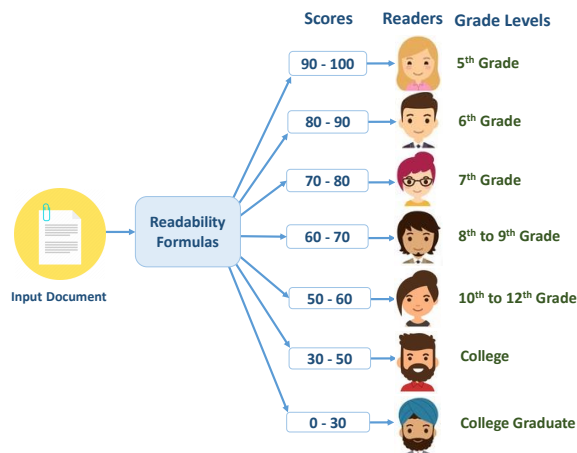 Scores Readers Grade Levels
90 - 100 5th Grade
80 - 90 6th Grade
70 - 80 7th Grade
Readability
Formulas
60 - 70 8th to 9th Grade
Input Document
50 - 60 10th to 12th Grade
30 - 50 College
0 - 30 College Graduate